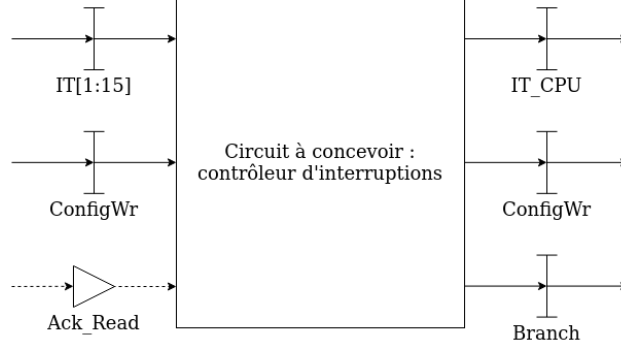 IT[1:15]
IT_CPU
Circuit à concevoir :
contrôleur d'interruptions
ConfigWr
ConfigWr
Ack_Read
Branch